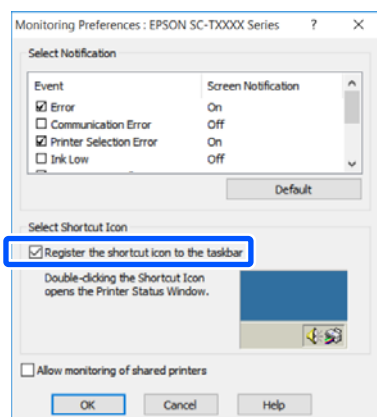 Monitoring Preferences : EPSON SC-TXXXX Series ? ×
Select Notification
Event Screen Notification
Error On
Communication Error Off
Printer Selection Error On
Ink Low Off
Default
Select Shortcut Icon
Register the shortcut icon to the taskbar
Double-clicking the Shortcut Icon
opens the Printer Status Window.
Allow monitoring of shared printers
OK Cancel Help